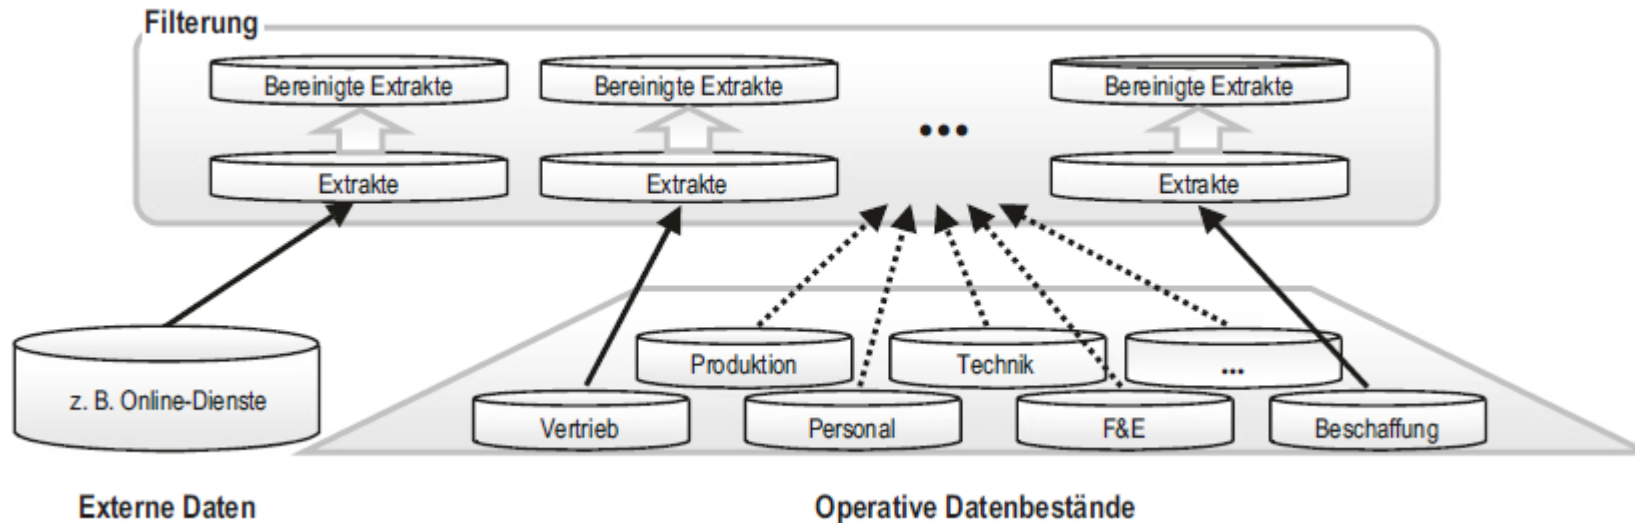 Filterung
Bereinigte Extrakte
Bereinigte Extrakte
Bereinigte Extrakte
...
Extrakte
Extrakte
Extrakte
Produktion
Technik
...
z. B. Online-Dienste
Vertrieb
Personal
F&E
Beschaffung
Externe Daten
Operative Datenbestände